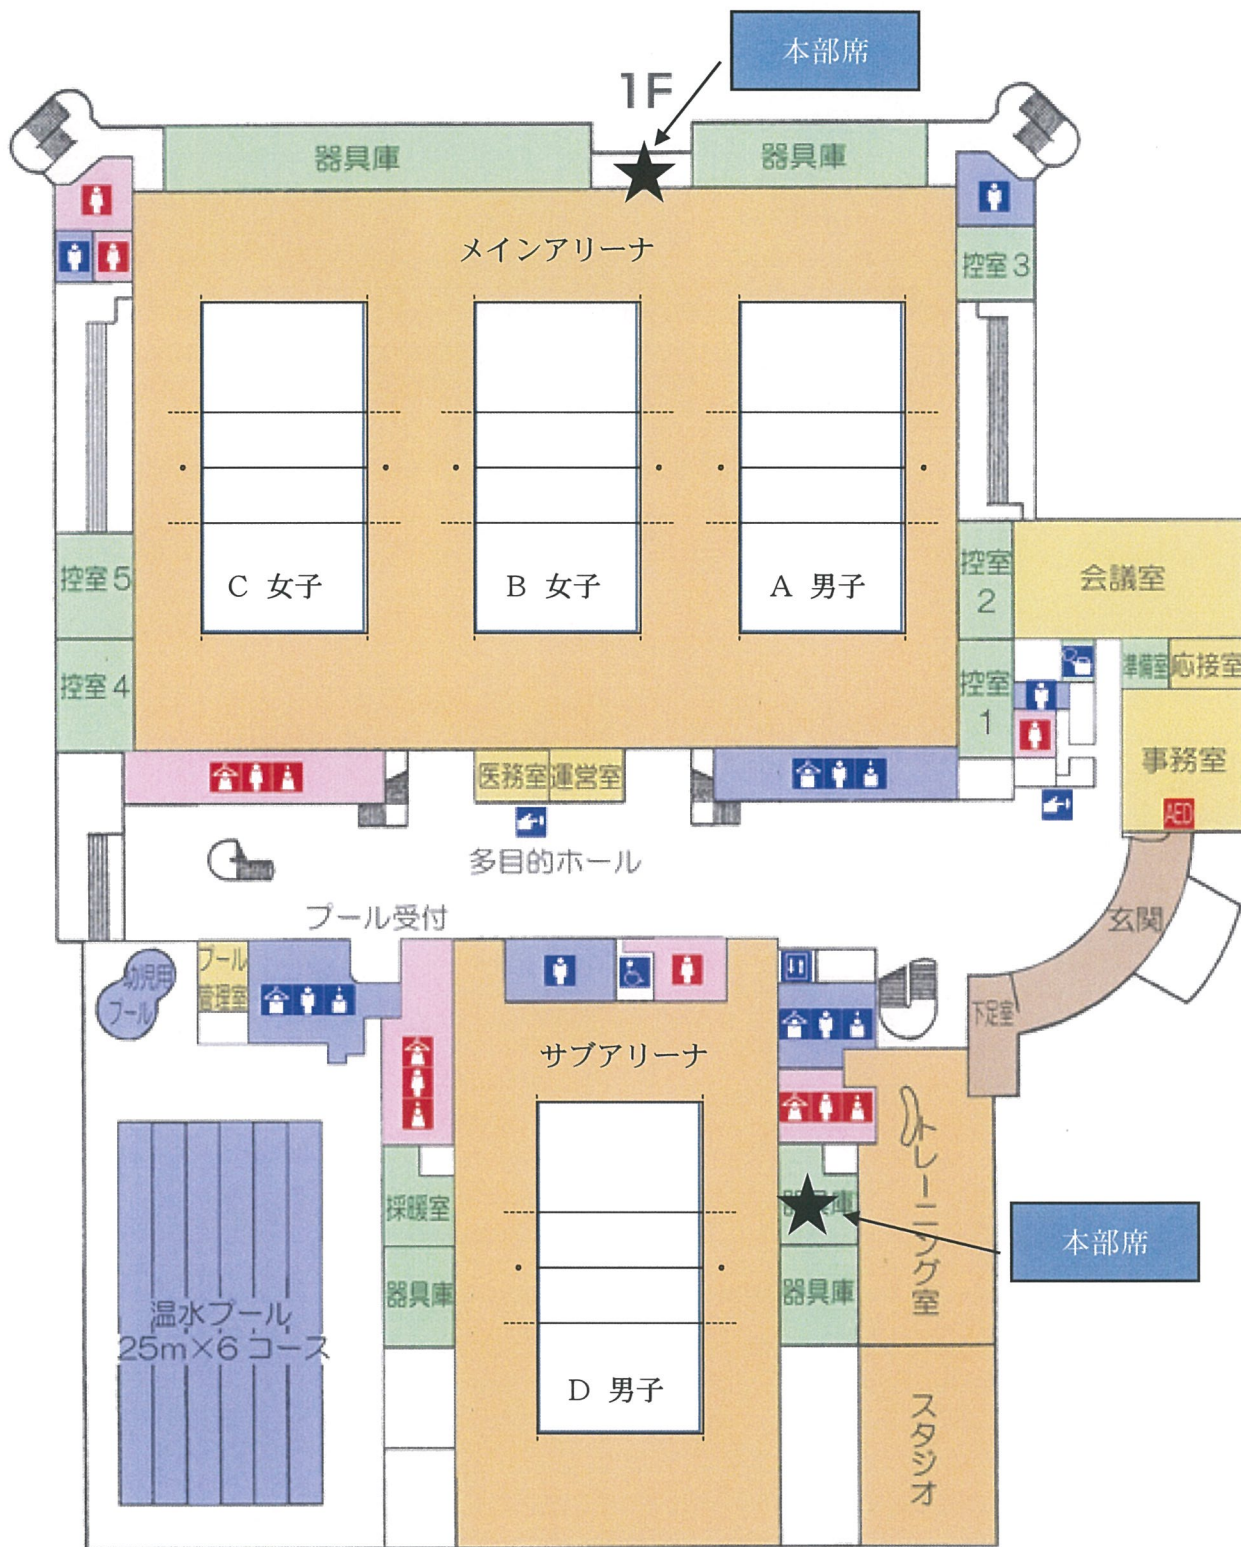 本部席
1F
器具庫
器具庫
メインアリーナ
控室3
C 女子
B 女子
A 男子
控室5
控室2
会議室
控室4
控室1
準備室
応接室
医務室
運営室
事務室
AED
多目的ホール
プール受付
玄関
幼児用
プール
プール
管理室
下足室
サブアリーナ
トレーニング室
採暖室
器具庫
本部席
器具庫
器具庫
温水プール
25m×6コース
D 男子
スタジオ